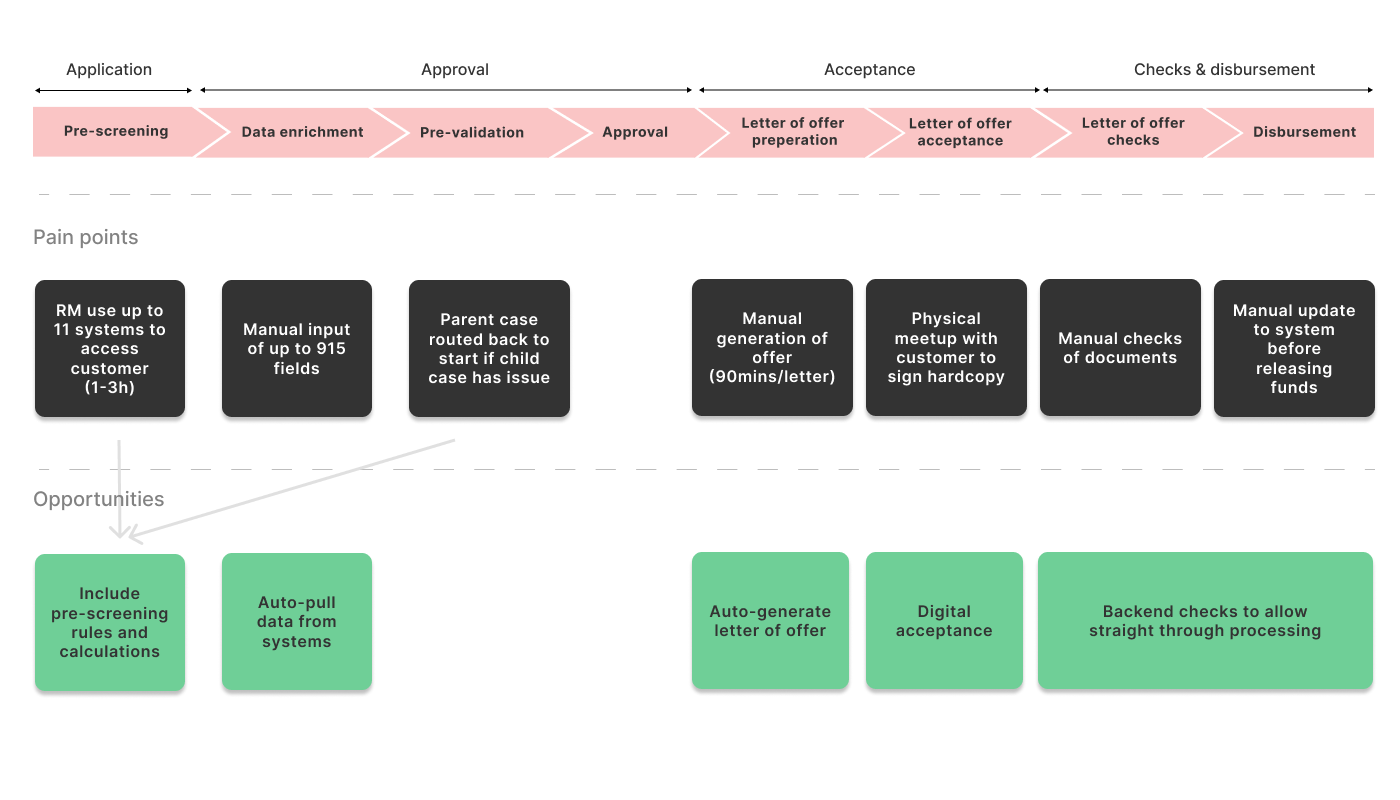 Application
Approval
Acceptance
Checks & disbursement
Pre-screening
Data enrichment
Pre-validation
Approval
Letter of offer
preperation
Letter of offer
acceptance
Letter of offer
checks
Disbursement
Pain points
RM use up to
11 systems to
access
customer
(1-3h)
Manual input
of up to 915
fields
Parent case
routed back to
start if child
case has issue
Manual
generation of
offer
(90mins/letter)
Physical
meetup with
customer to
sign hardcopy
Manual checks
of documents
Manual update
to system
before
releasing
funds
Opportunities
Include
pre-screening
rules and
calculations
Auto-pull
data from
systems
Auto-generate
letter of offer
Digital
acceptance
Backend checks to allow
straight through processing